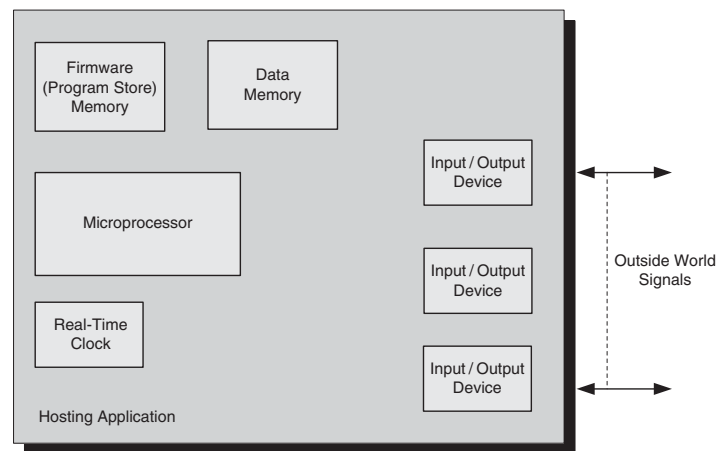 Firmware
(Program Store)
Memory
Data
Memory
Input / Output
Device
Microprocessor
Input / Output
Device
Outside World
Signals
Real-Time
Clock
Input / Output
Device
Hosting Application